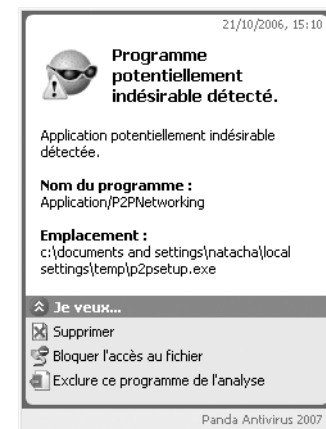 21/10/2006, 15:10
Programme
potentiellement
indésirable détecté.
Application potentiellement indésirable
détectée.
Nom du programme :
Application/P2PNetworking
Emplacement :
c:\documents and settings\natacha\local
settings\temp\p2psetup.exe
Je veux...
Supprimer
Bloquer l'accès au fichier
Exclure ce programme de l'analyse
Panda Antivirus 2007